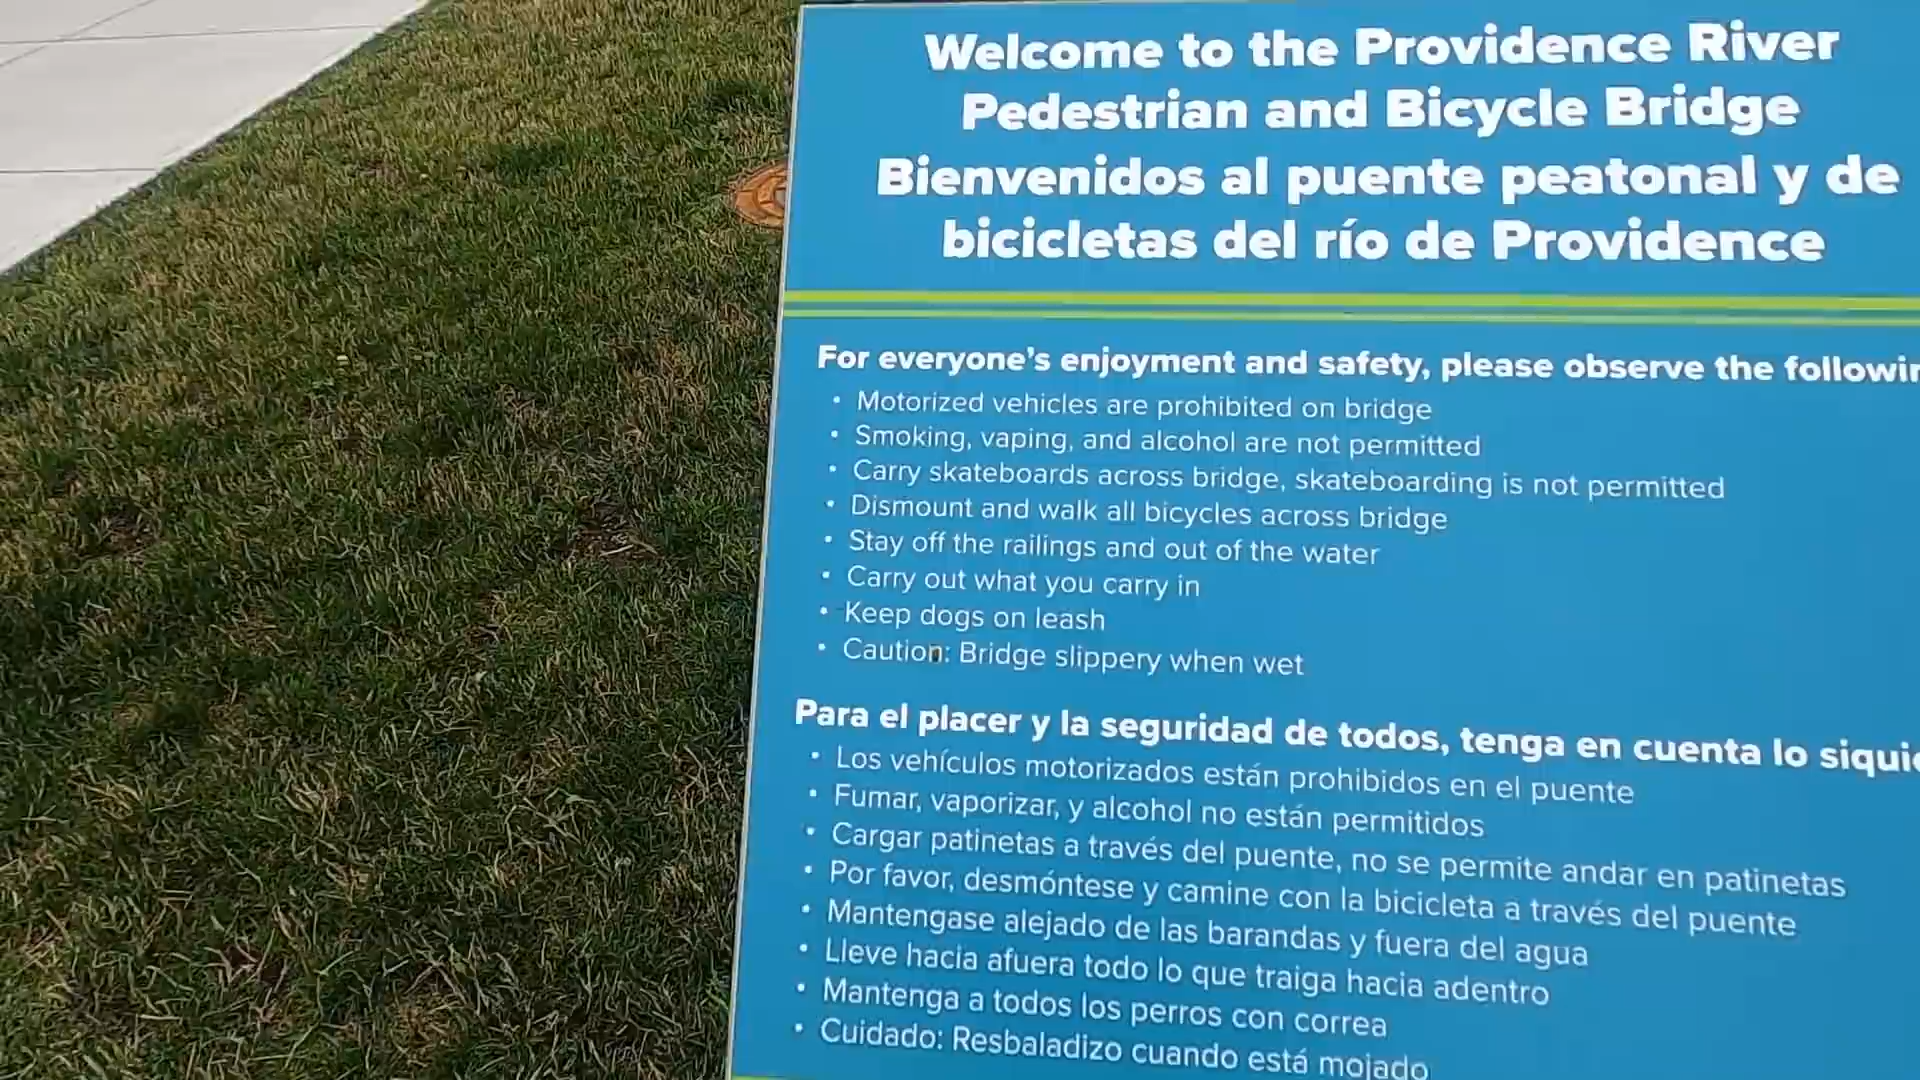 Welcome to the Providence River
Pedestrian and Bicycle Bridge
Bienvenidos al puente peatonal y de
bicicletas del río de Providence
For everyone's enjoyment and safety, please observe the
• Motorized vehicles are prohibited on bridge
• Smoking, vaping, and alcohol are not permitted
• Carry skateboards across bridge, skateboarding is not permitted
• Dismount and walk all bicycles across bridge
• Stay off the railings and out of the water
• Carry out what you carry in
• Keep dogs on leash
• Caution: Bridge slippery when wet
Para el placer y la seguridad de todos, tenga en cuenta lo
• Los vehículos motorizados están prohibidos en el puente
• Fumar, vaporizar, y alcohol no están permitidos
• Cargar patinetas a través del puente, no se permite andar en patinetas
• Por favor, desmóntese y camine con la bicicleta a través del puente
• Mantengase alejado de las barandas y fuera del agua
• Lleve hacia afuera todo lo que traiga hacia adentro
• Mantenga a todos los perros con correa
• Cuidado: Resbaladizo cuando está mojado